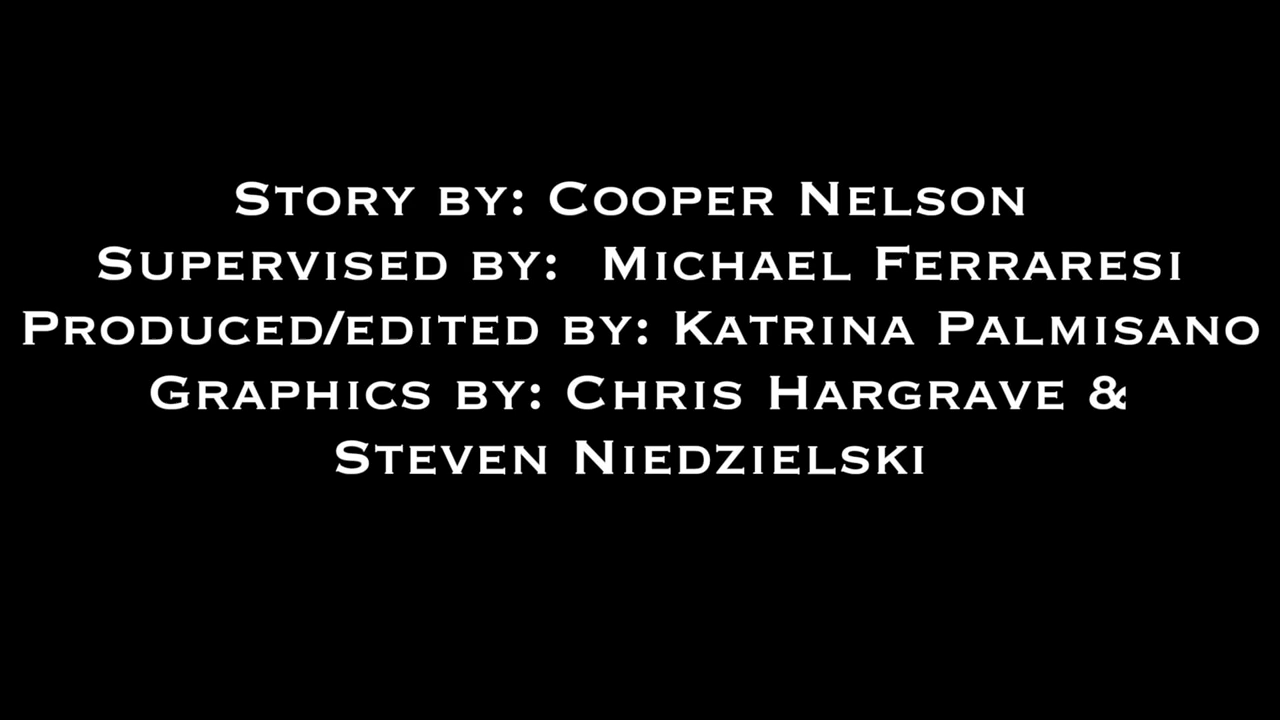 Story by: Cooper Nelson
Supervised by:  Michael Ferraresi
Produced/edited by: Katrina Palmisano
Graphics by: Chris Hargrave &
Steven Niedzielski